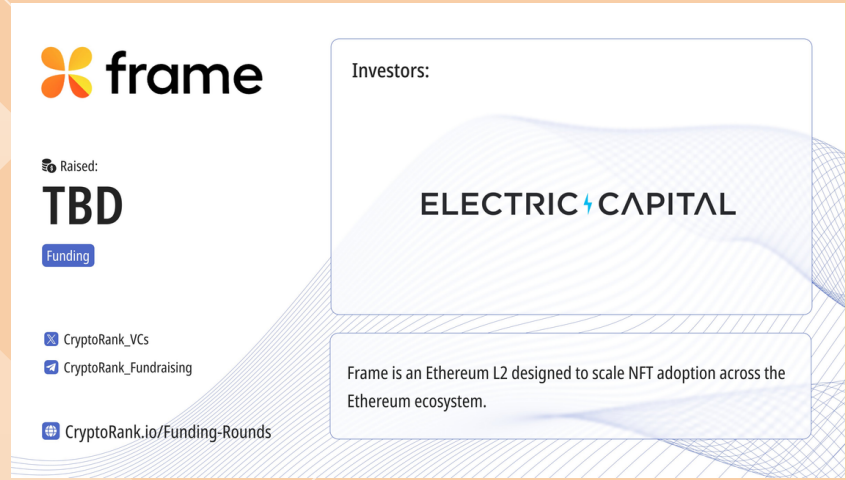 frame
Raised:
TBD
Funding
CryptoRank_VCs
CryptoRank_Fundraising
CryptoRank.io/Funding-Rounds
Investors:
ELECTRIC CAPITAL
Frame is an Ethereum L2 designed to scale NFT adoption across the
Ethereum ecosystem.